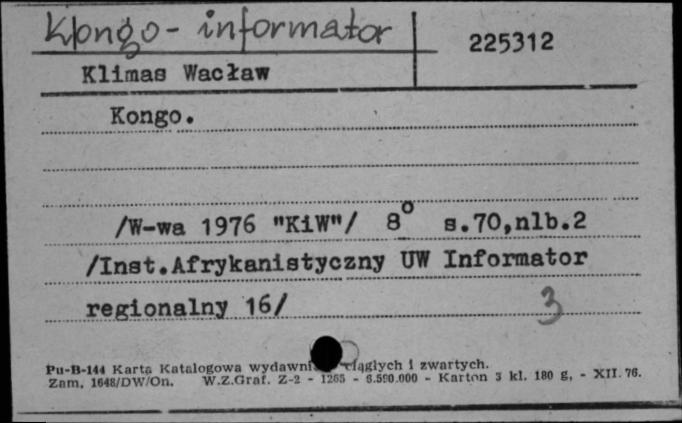 Kongo - informator
225312
Klimas Wacław
Kongo.
/W-wa 1976 "KiW"/ 8° s.70,nlb.2
/Inst.Afrykanistyczny UW Informator
regionalny 16/
3
Pu-B-144 Karta Katalogowa ciągłych i zwartych.
Zam. 1648/DW/On. W.Z.Graf. Z-2 - 1265 - 6.590.000 - Karton 3 kl. 180 g, - XII. 76.